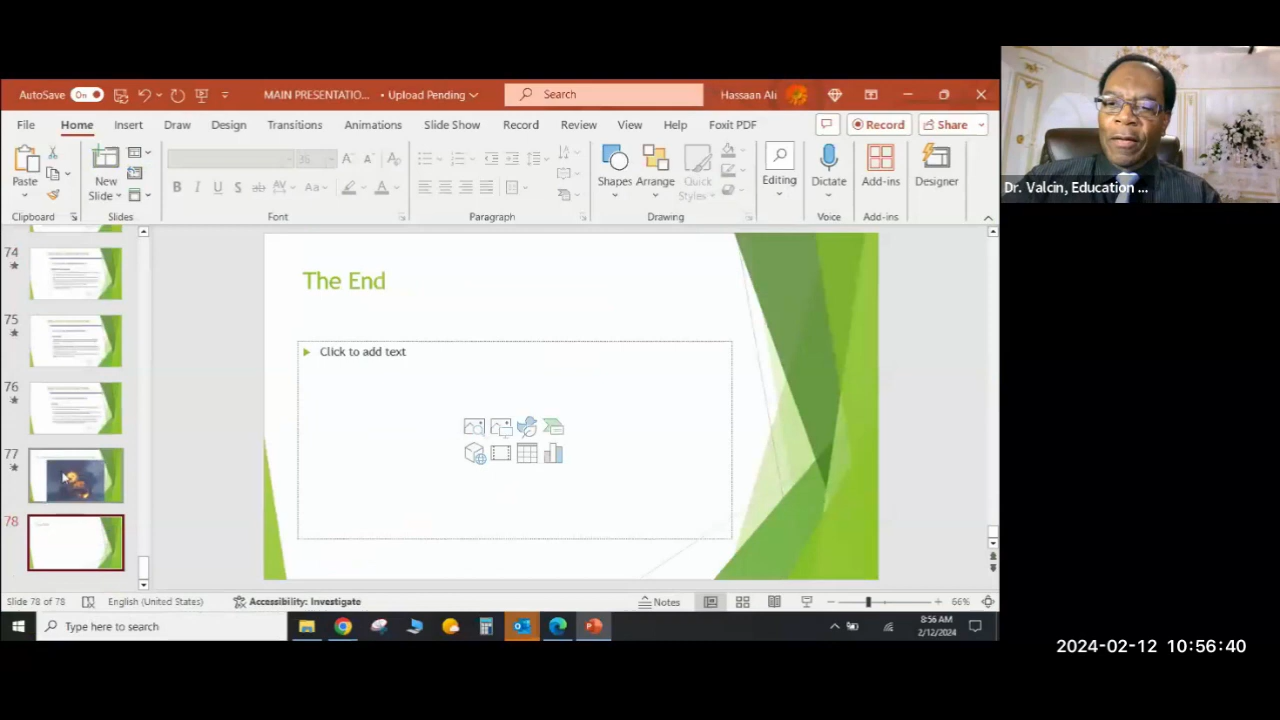 AutoSave On MAIN PRESENTATIO... • Upload Pending Search Hassaan Ali
File Home Insert Draw Design Transitions Animations Slide Show Record Review View Help Foxit PDF Record Share
Paste New Slide Shapes Arrange Quick Styles Editing Dictate Add-ins Designer
Clipboard Slides Font Paragraph Drawing Voice Add-ins
Dr. Valcin, Education ...
74
75
76
77
78
The End
Click to add text
Slide 78 of 78 English (United States) Accessibility: Investigate Notes 66%
Type here to search
8:56 AM
2/12/2024
2024-02-12 10:56:40